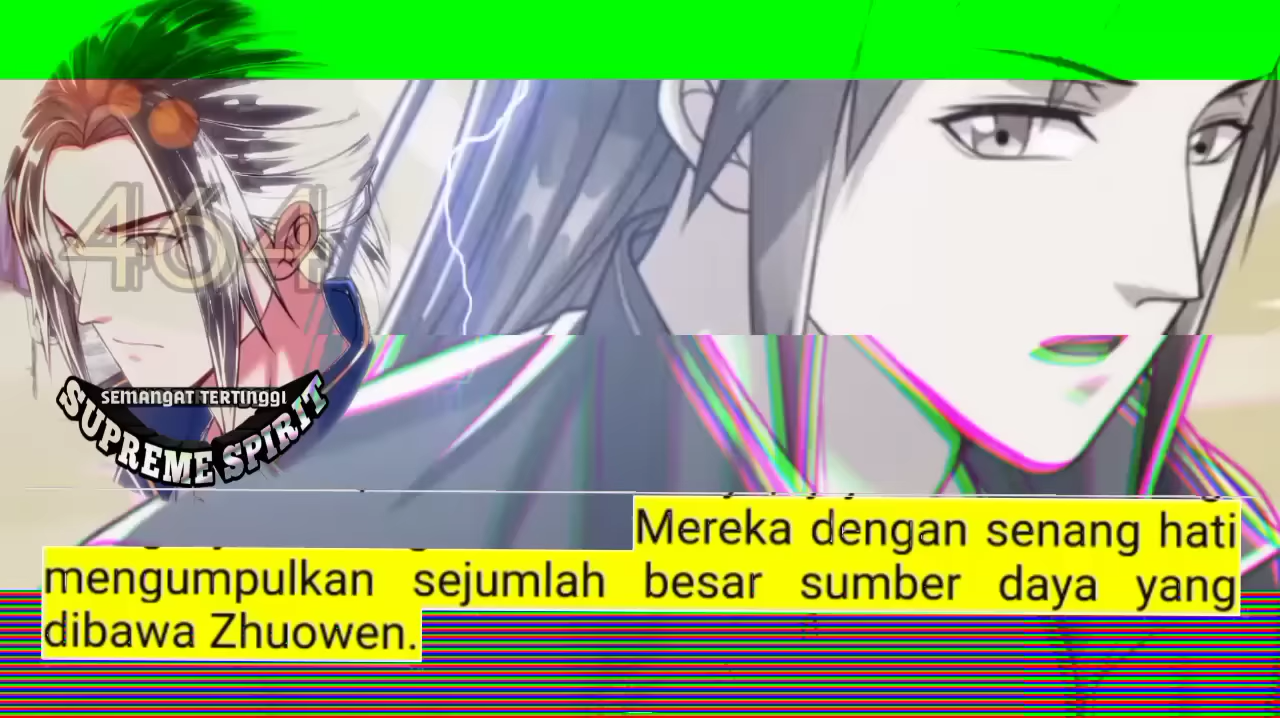 464
SEMANGAT TERTINGGI
SUPREME SPIRIT
Mereka dengan senang hati
mengumpulkan sejumlah besar sumber daya yang
dibawa Zhuowen.